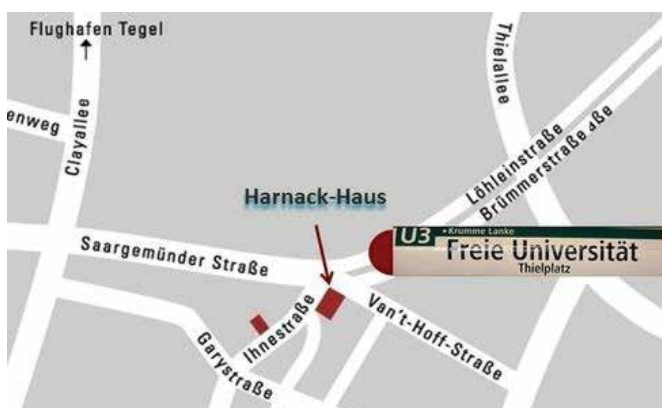 Flughafen Tegel
enweg
Clayallee
Thielallee
Löhleinstraße
Brümmerstraße
Harnack-Haus
U3 ▸Krumme Lanke
Freie Universität
Thielplatz
Saargemünder Straße
Ihnestraße
Van't-Hoff-Straße
Garystraße